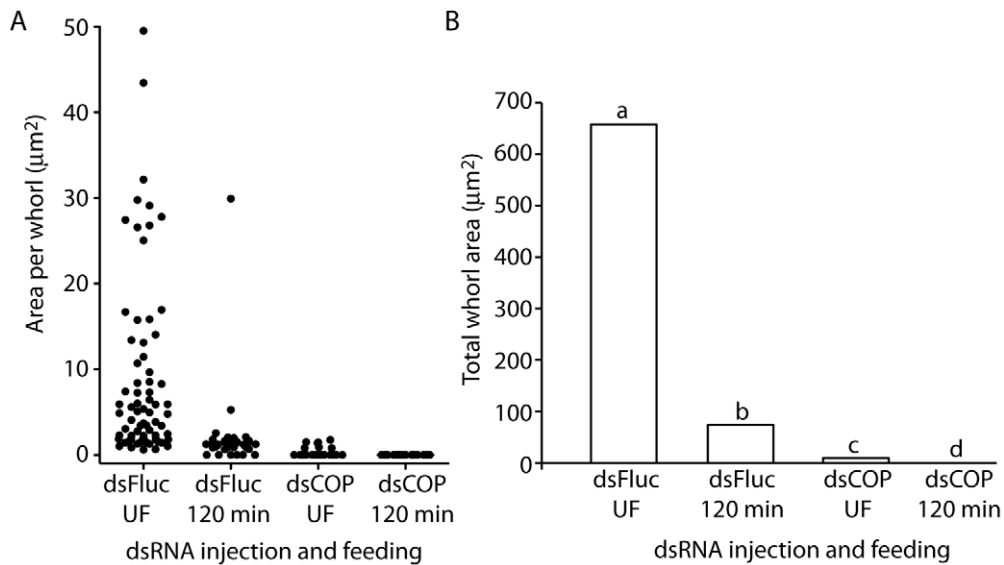 A
Area per whorl (μm²)
50
40
30
20
10
0
dsFluc dsFluc dsCOP dsCOP
UF 120 min UF 120 min
dsRNA injection and feeding
B
Total whorl area (μm²)
700
600
500
400
300
200
100
0
a
b
c
d
dsFluc dsFluc dsCOP dsCOP
UF 120 min UF 120 min
dsRNA injection and feeding